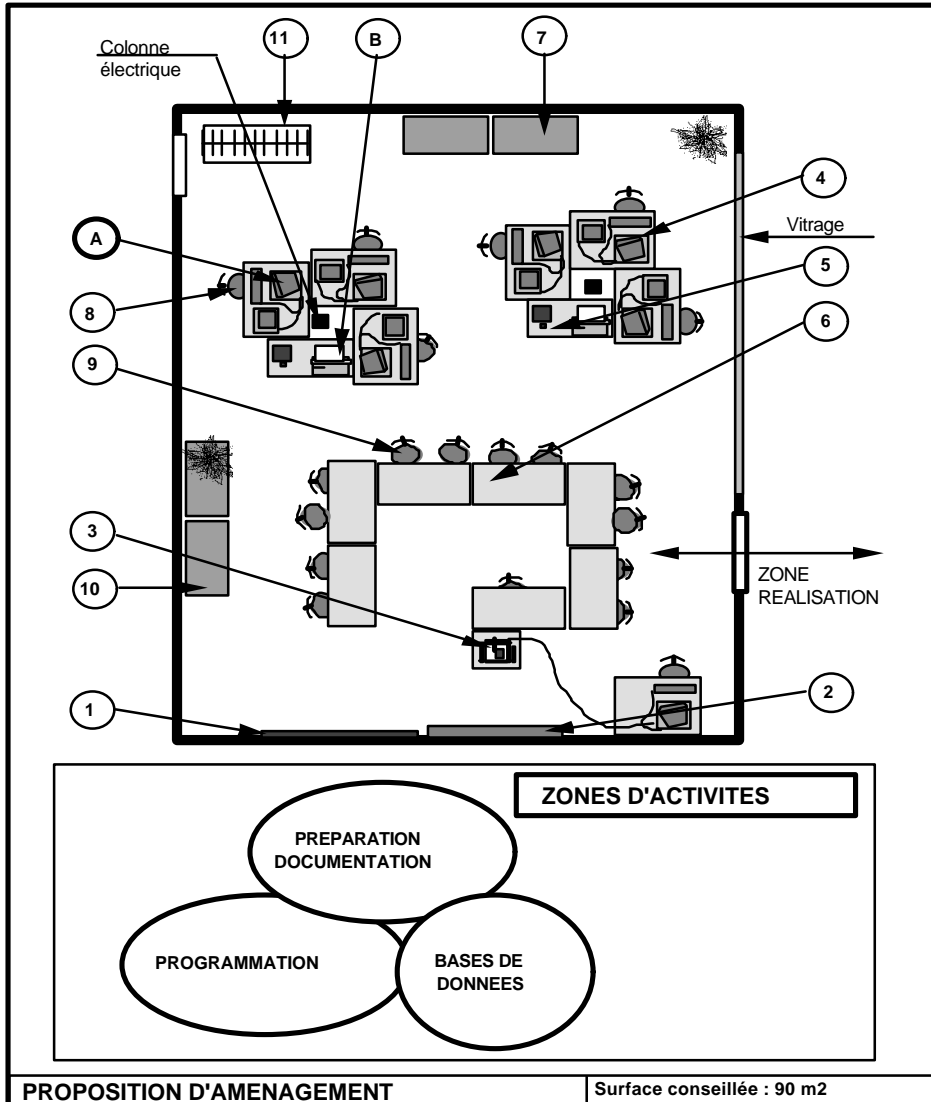 11
B
7
Colonne
électrique
4
A
Vitrage
5
8
6
9
3
ZONE
REALISATION
10
2
1
ZONES D'ACTIVITES
PREPARATION
DOCUMENTATION
PROGRAMMATION
BASES DE
DONNEES
PROPOSITION D'AMENAGEMENT
Surface conseillée : 90 m2